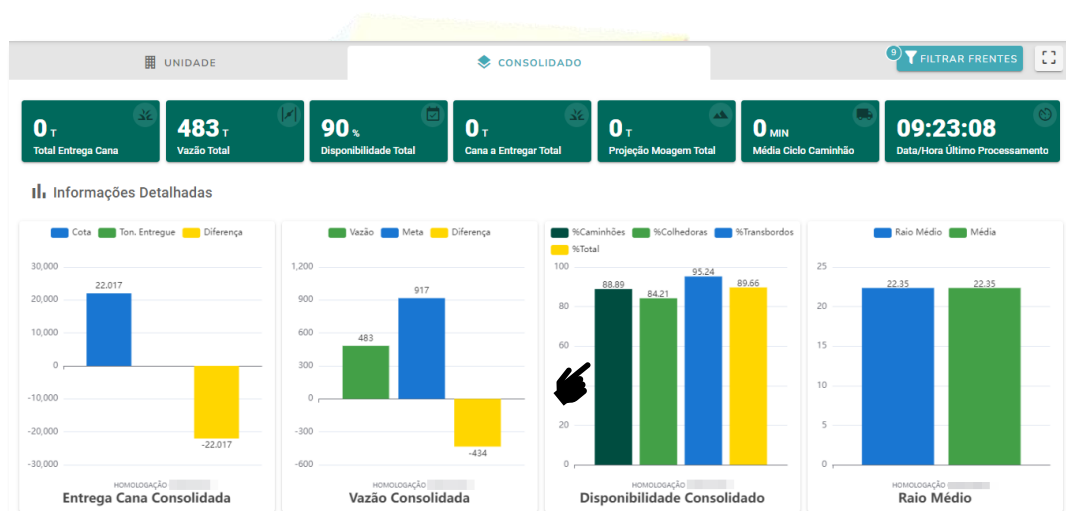 UNIDADE
CONSOLIDADO
9
FILTRAR FRENTES
0 T
Total Entrega Cana
483 T
Vazão Total
90 %
Disponibilidade Total
0 T
Cana a Entregar Total
0 T
Projeção Moagem Total
0 MIN
Média Ciclo Caminhão
09:23:08
Data/Hora Último Processamento
Informações Detalhadas
Cota Ton. Entregue Diferença
30,000
20,000
10,000
0
-10,000
-20,000
-30,000
22.017
-22.017
HOMOLOGAÇÃO
Entrega Cana Consolidada
Vazão Meta Diferença
1,200
900
600
300
0
-300
-600
483
917
-434
HOMOLOGAÇÃO
Vazão Consolidada
%Caminhões %Colhedoras %Transbordos
%Total
100
80
60
20
0
88.89
84.21
95.24
89.66
HOMOLOGAÇÃO
Disponibilidade Consolidado
Raio Médio Média
25
20
15
10
5
0
22.35
22.35
HOMOLOGAÇÃO
Raio Médio